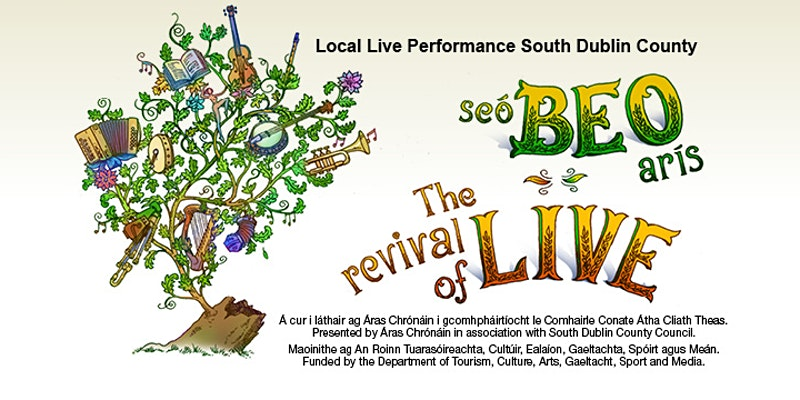 Local Live Performance South Dublin County
seó BEO
arís
The
revival
of LIVE
Á cur i láthair ag Áras Chrónáin i gcomhpháirtíocht le Comhairle Conate Átha Cliath Theas.
Presented by Áras Chrónáin in association with South Dublin County Council.
Maoinithe ag An Roinn Tuarasóireachta, Cultúir, Ealaíon, Gaeltachta, Spóirt agus Meán.
Funded by the Department of Tourism, Culture, Arts, Gaeltacht, Sport and Media.